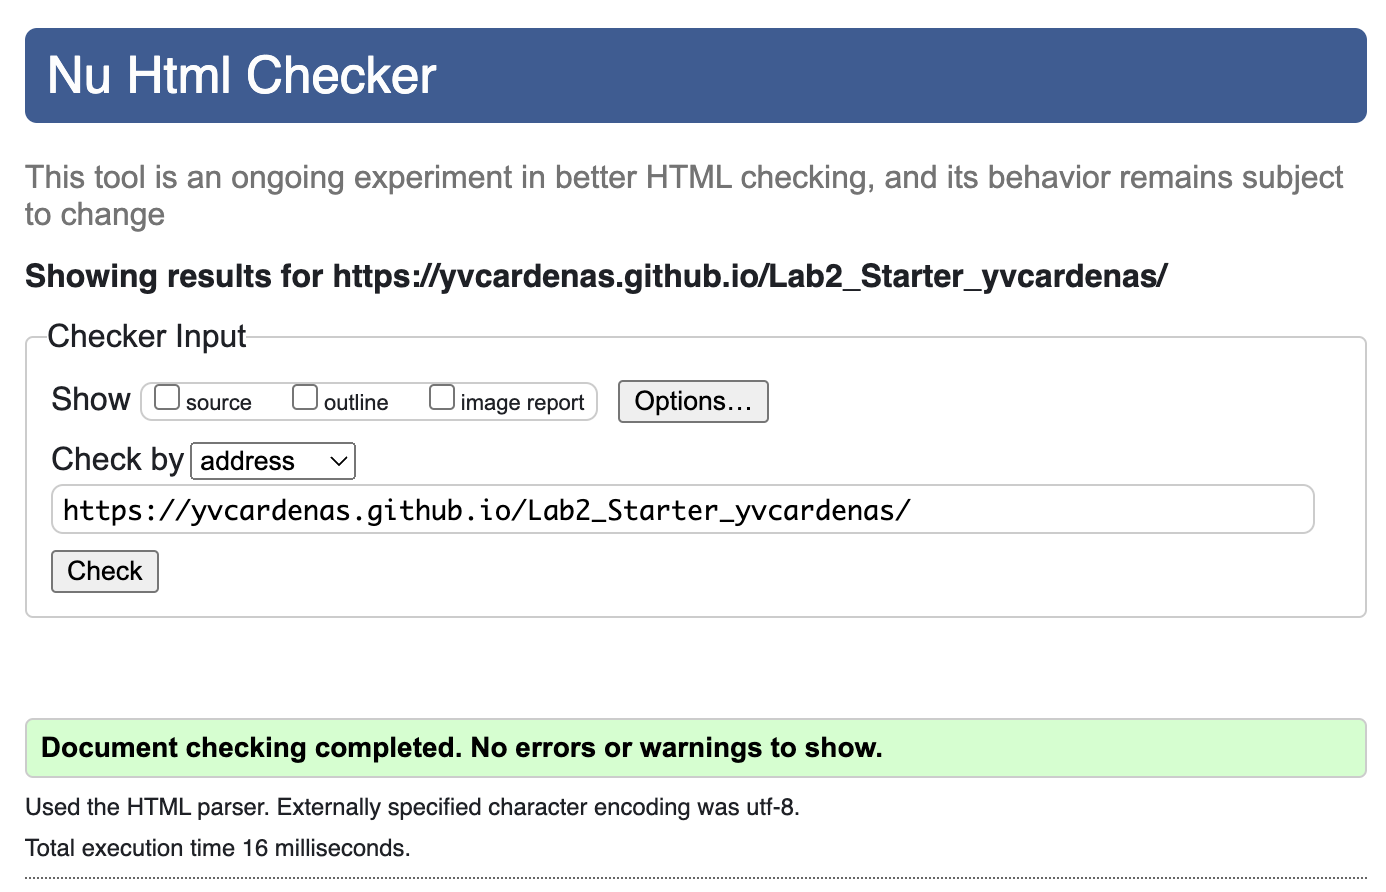 Nu Html Checker
This tool is an ongoing experiment in better HTML checking, and its behavior remains subject
to change
Showing results for https://yvcardenas.github.io/Lab2_Starter_yvcardenas/
Checker Input
Show source outline image report Options...
Check by address
https://yvcardenas.github.io/Lab2_Starter_yvcardenas/
Check
Document checking completed. No errors or warnings to show.
Used the HTML parser. Externally specified character encoding was utf-8.
Total execution time 16 milliseconds.